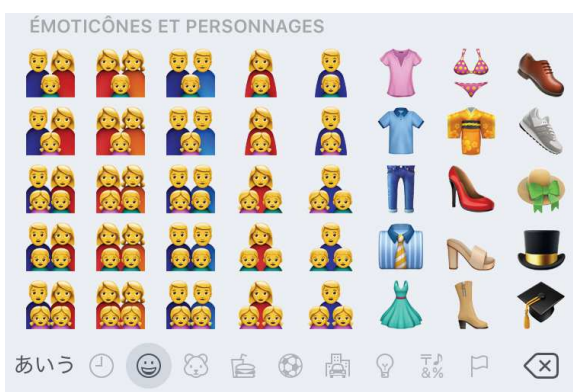 ÉMOTICÔNES ET PERSONNAGES
あいう
〒♪
&%